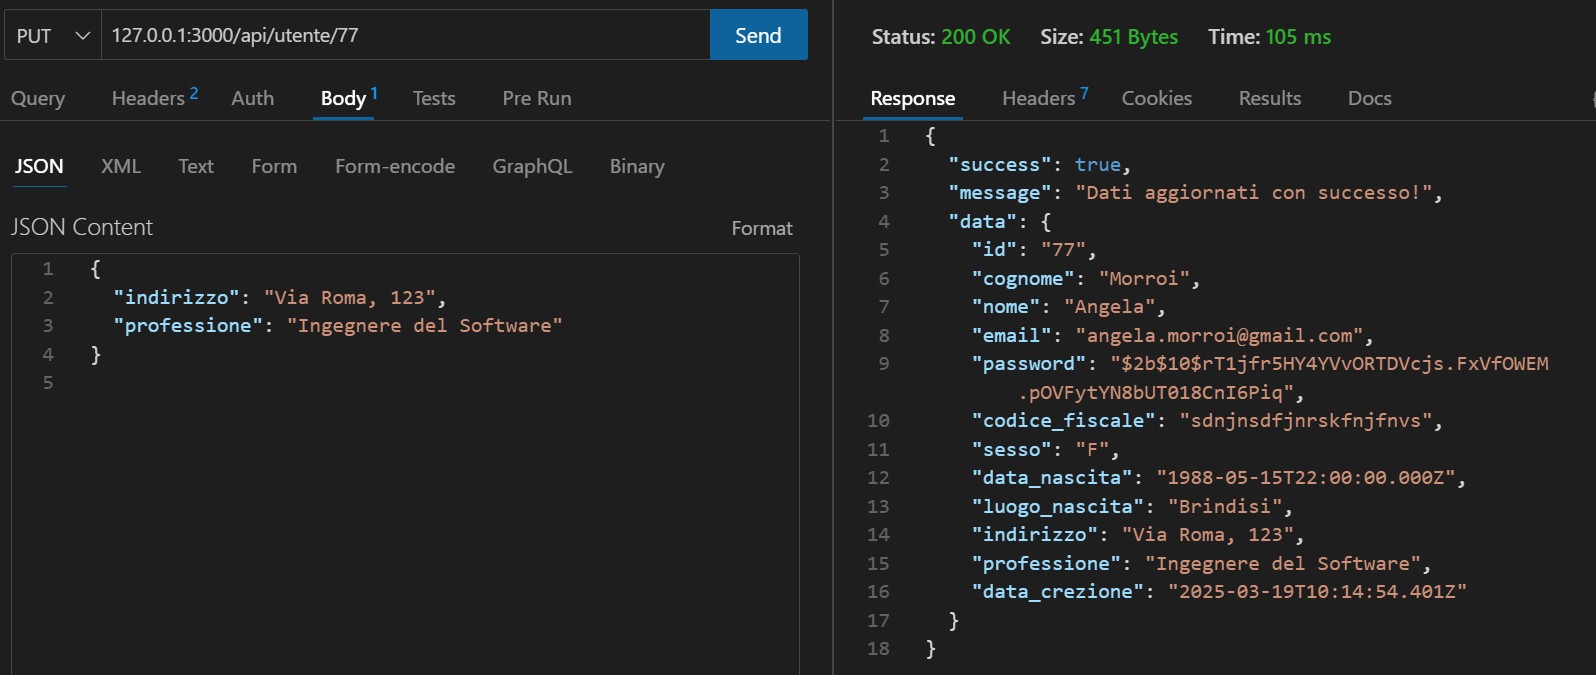 PUT 127.0.0.1:3000/api/utente/77 Send
Query Headers 2 Auth Body 1 Tests Pre Run
JSON XML Text Form Form-encode GraphQL Binary
JSON Content Format
1 {
2 "indirizzo": "Via Roma, 123",
3 "professione": "Ingegnere del Software"
4 }
5
Status: 200 OK Size: 451 Bytes Time: 105 ms
Response Headers 7 Cookies Results Docs
1 {
2 "success": true,
3 "message": "Dati aggiornati con successo!",
4 "data": {
5 "id": "77",
6 "cognome": "Morroi",
7 "nome": "Angela",
8 "email": "angela.morroi@gmail.com",
9 "password": "$2b$10$rT1jfr5HY4YVvORTDVcjs.FxVfOWEM
.pOVFytYN8bUT018CnI6Piq",
10 "codice_fiscale": "sdnjnsdfjnrskfnjfnvs",
11 "sesso": "F",
12 "data_nascita": "1988-05-15T22:00:00.000Z",
13 "luogo_nascita": "Brindisi",
14 "indirizzo": "Via Roma, 123",
15 "professione": "Ingegnere del Software",
16 "data_crezione": "2025-03-19T10:14:54.401Z"
17 }
18 }